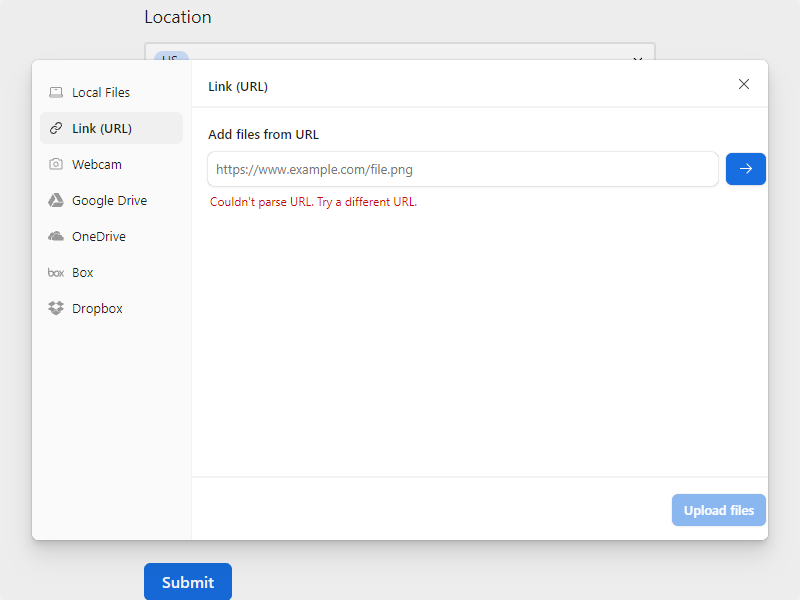 Location
US
Local Files
Link (URL)
Webcam
Google Drive
OneDrive
box Box
Dropbox
Link (URL)
Add files from URL
https://www.example.com/file.png
Couldn't parse URL. Try a different URL.
Upload files
Submit